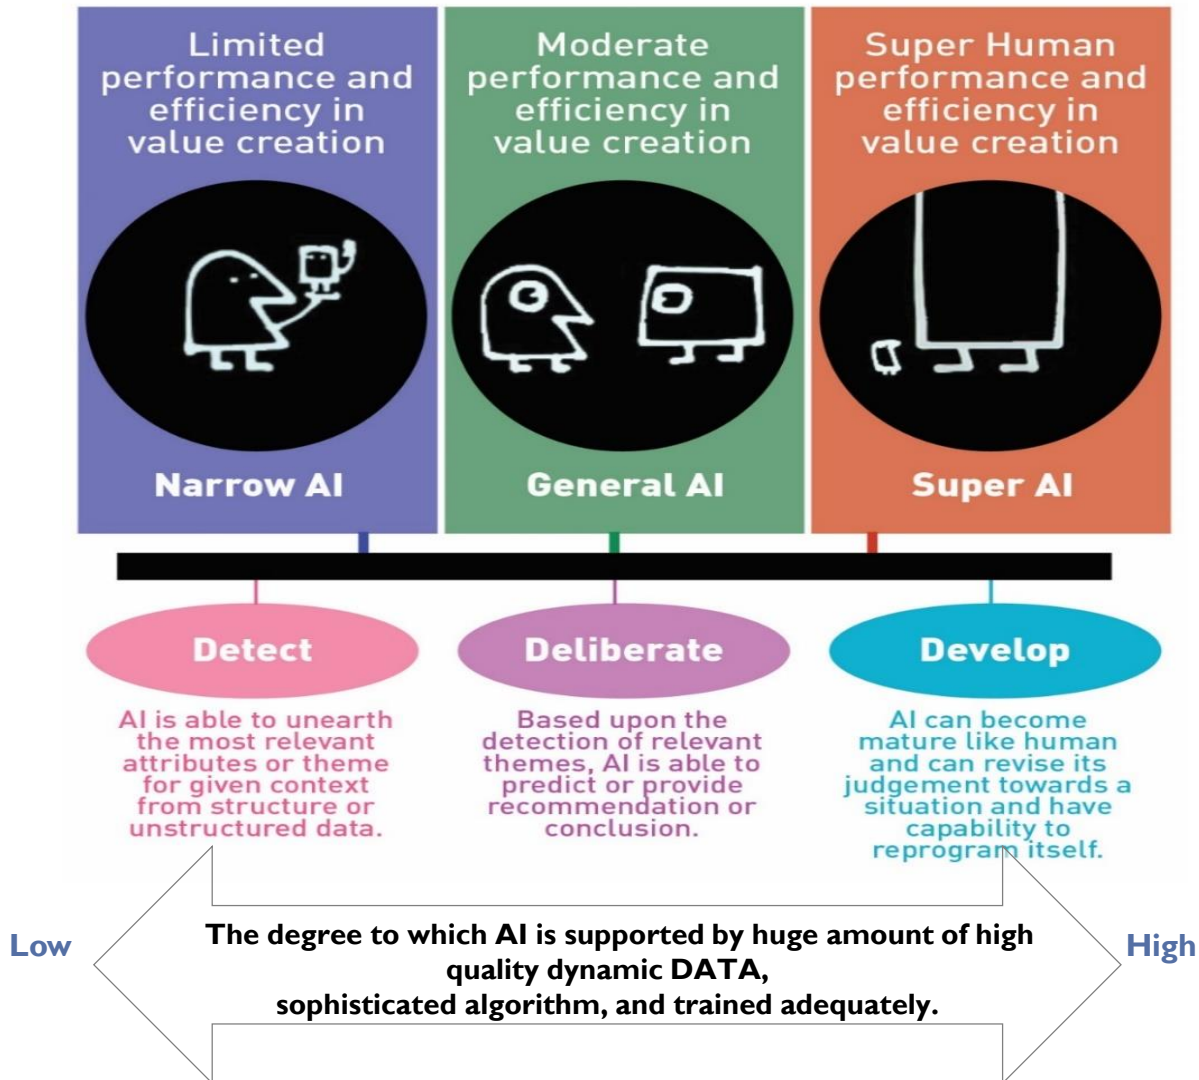 Limited
performance and
efficiency in
value creation
Narrow AI
Moderate
performance and
efficiency in
value creation
General AI
Super Human
performance and
efficiency in
value creation
Super AI
Detect
AI is able to unearth
the most relevant
attributes or theme
for given context
from structure or
unstructured data.
Deliberate
Based upon the
detection of relevant
themes, AI is able to
predict or provide
recommendation or
conclusion.
Develop
AI can become
mature like human
and can revise its
judgement towards a
situation and have
capability to
reprogram itself.
Low
The degree to which AI is supported by huge amount of high
quality dynamic DATA,
sophisticated algorithm, and trained adequately.
High